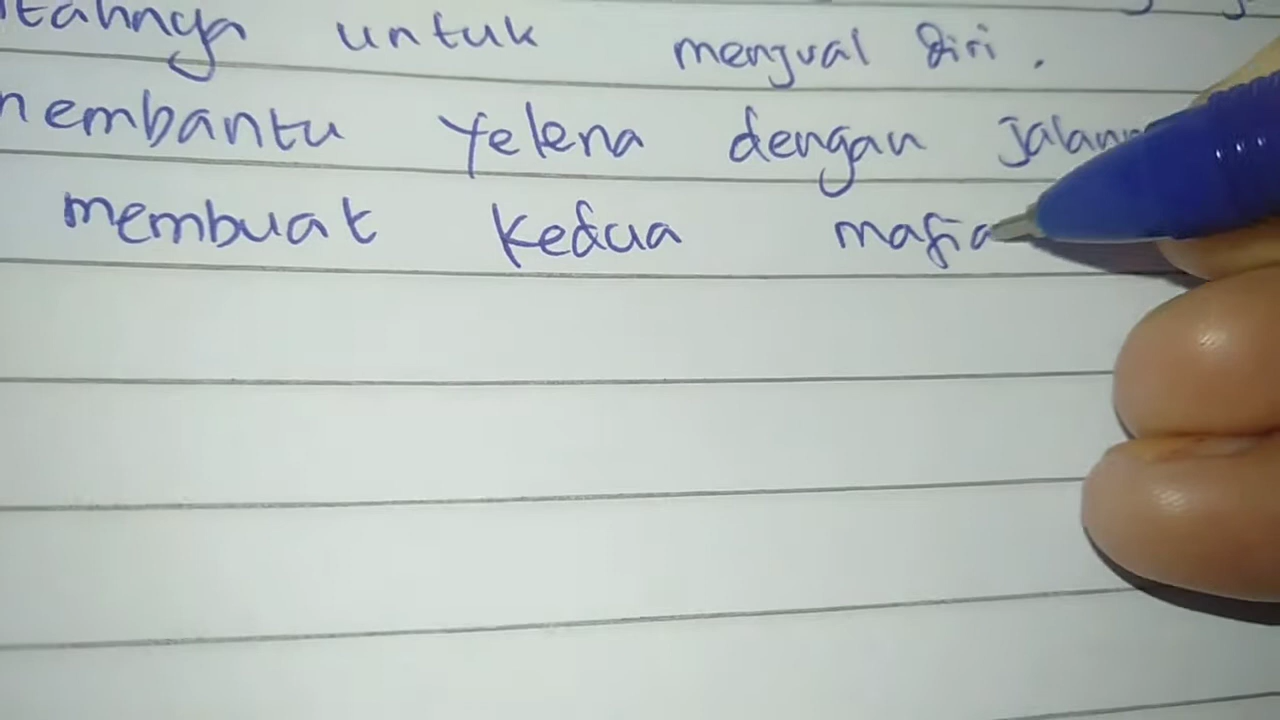 untuk menjual diri.
membantu Yelena dengan
membuat kedua mafia